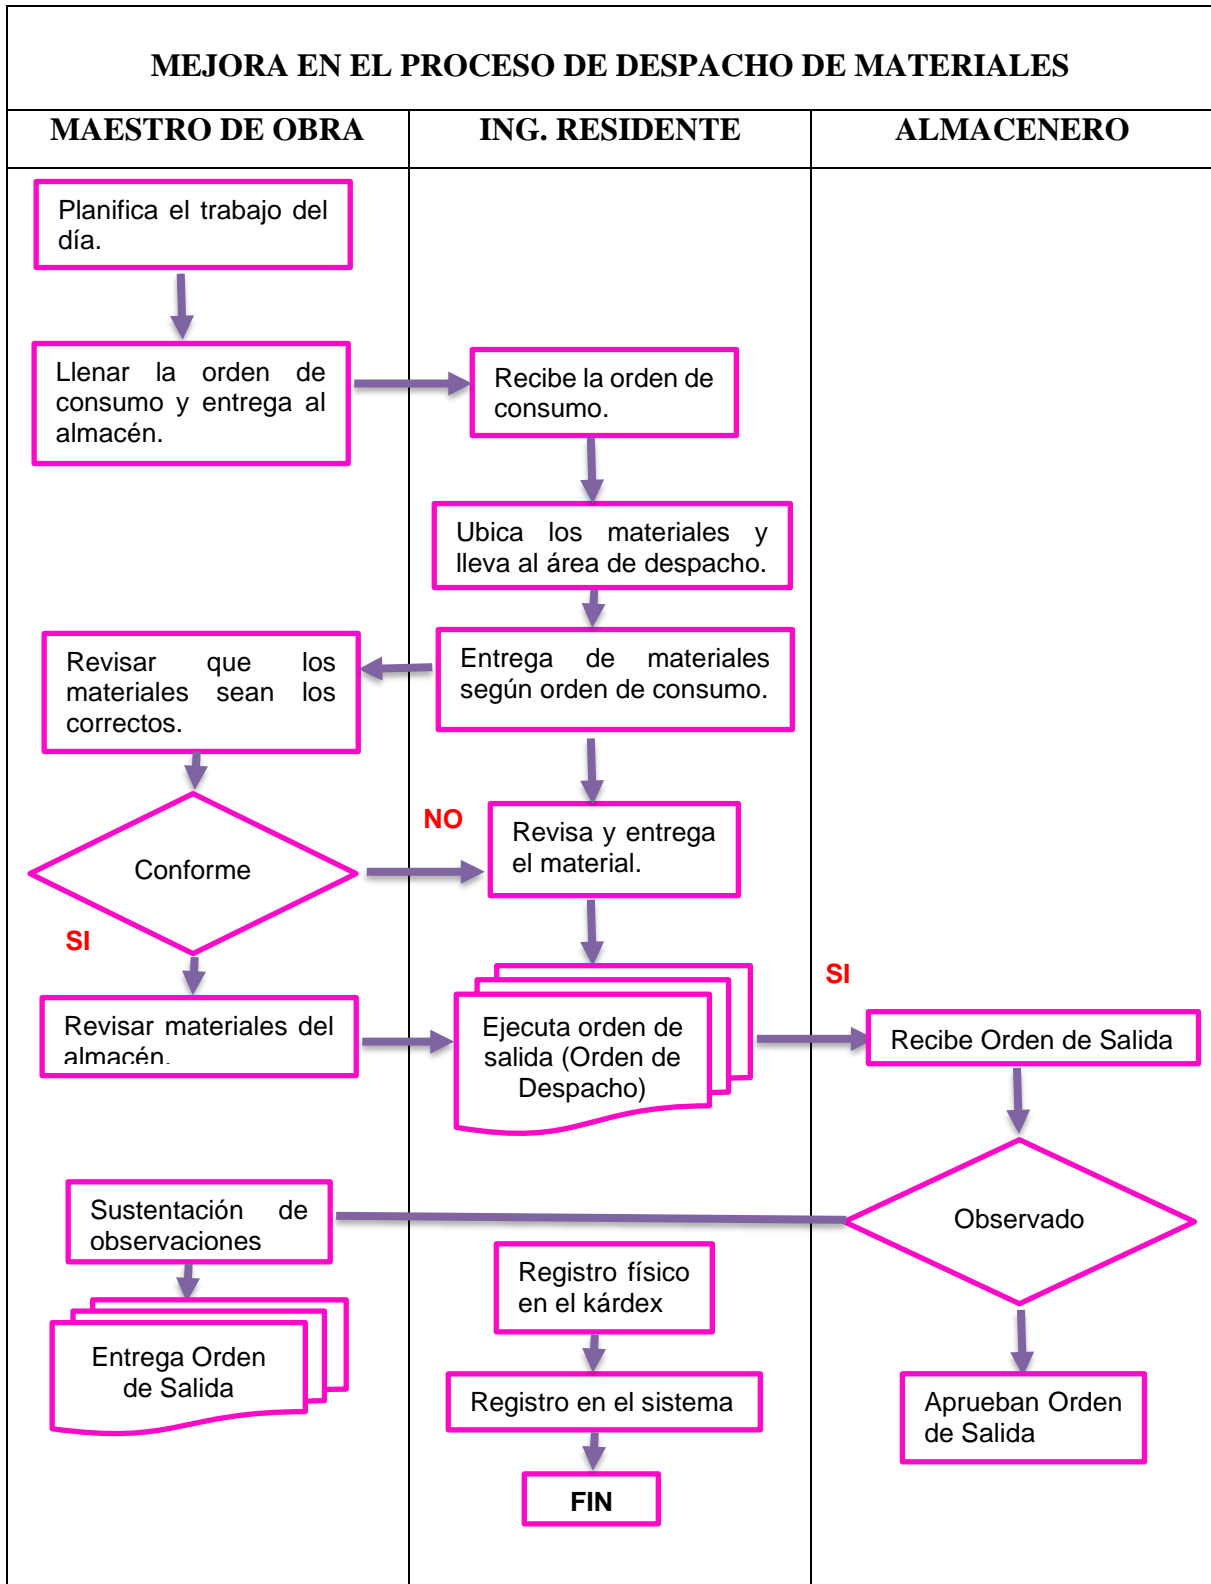 MEJORA EN EL PROCESO DE DESPACHO DE MATERIALES
MAESTRO DE OBRA
ING. RESIDENTE
ALMACENERO
Planifica el trabajo del
día.
Llenar la orden de
consumo y entrega al
almacén.
Recibe la orden de
consumo.
Ubica los materiales y
lleva al área de despacho.
Entrega de materiales
según orden de consumo.
Revisar que los
materiales sean los
correctos.
Conforme
NO
Revisa y entrega
el material.
SI
Revisar materiales del
almacén.
Ejecuta orden de
salida (Orden de
Despacho)
SI
Recibe Orden de Salida
Observado
Sustentación de
observaciones
Entrega Orden
de Salida
Registro físico
en el kárdex
Registro en el sistema
FIN
Aprueban Orden
de Salida